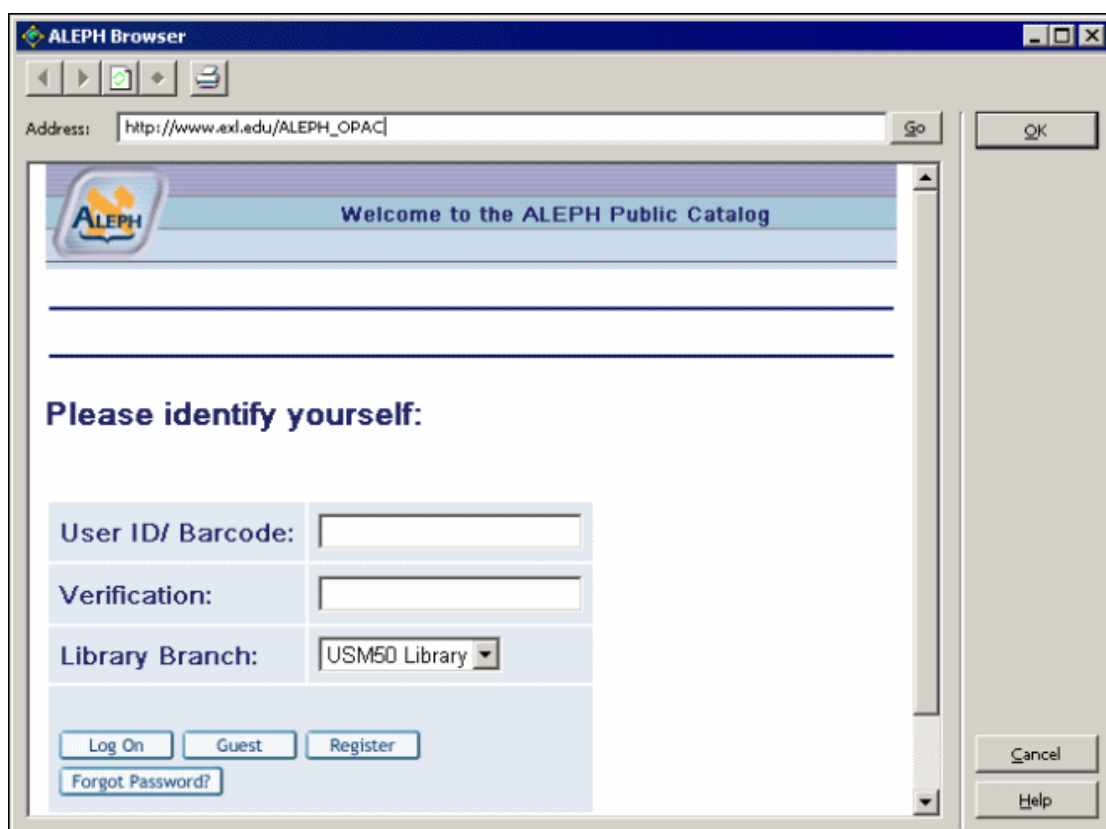 ALEPH Browser
Address: http://www.exl.edu/ALEPH_OPAC Go
OK
ALEPH
Welcome to the ALEPH Public Catalog
Please identify yourself:
User ID/ Barcode:
Verification:
Library Branch: USM50 Library
Log On Guest Register
Forgot Password?
Cancel
Help